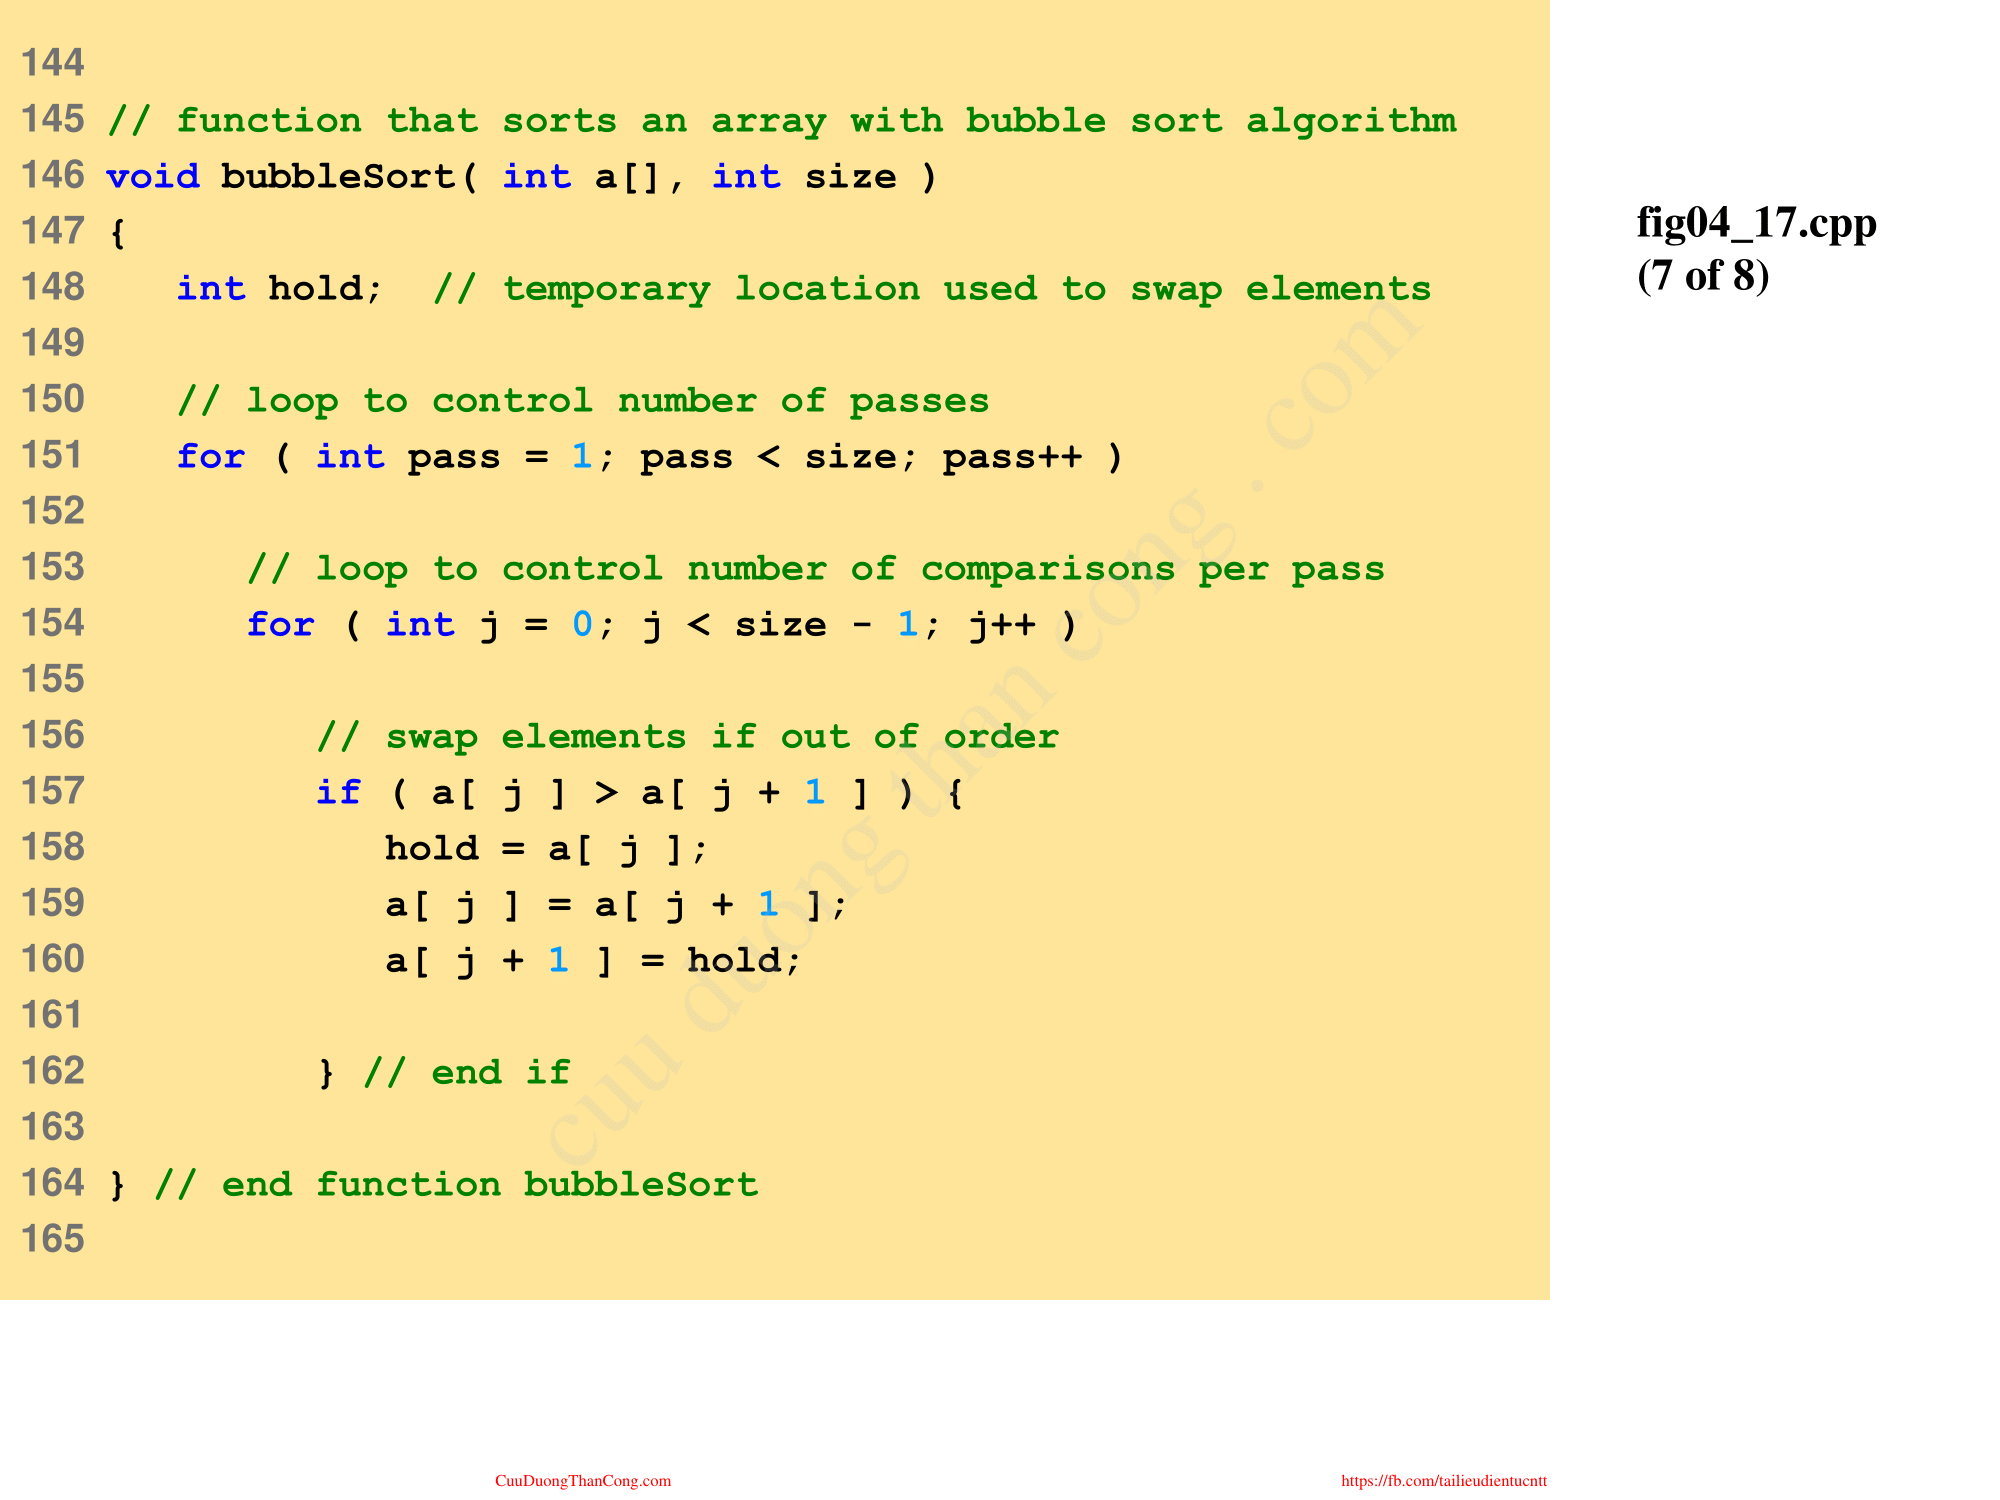 144
145 // function that sorts an array with bubble sort algorithm
146 void bubbleSort( int a[], int size )
147 {
148    int hold;  // temporary location used to swap elements
149
150    // loop to control number of passes
151    for ( int pass = 1; pass < size; pass++ )
152
153       // loop to control number of comparisons per pass
154       for ( int j = 0; j < size - 1; j++ )
155
156          // swap elements if out of order
157          if ( a[ j ] > a[ j + 1 ] ) {
158             hold = a[ j ];
159             a[ j ] = a[ j + 1 ];
160             a[ j + 1 ] = hold;
161
162          } // end if
163
164 } // end function bubbleSort
165
fig04_17.cpp
(7 of 8)
cuu duong than cong . com
CuuDuongThanCong.com
https://fb.com/tailieudientucntt